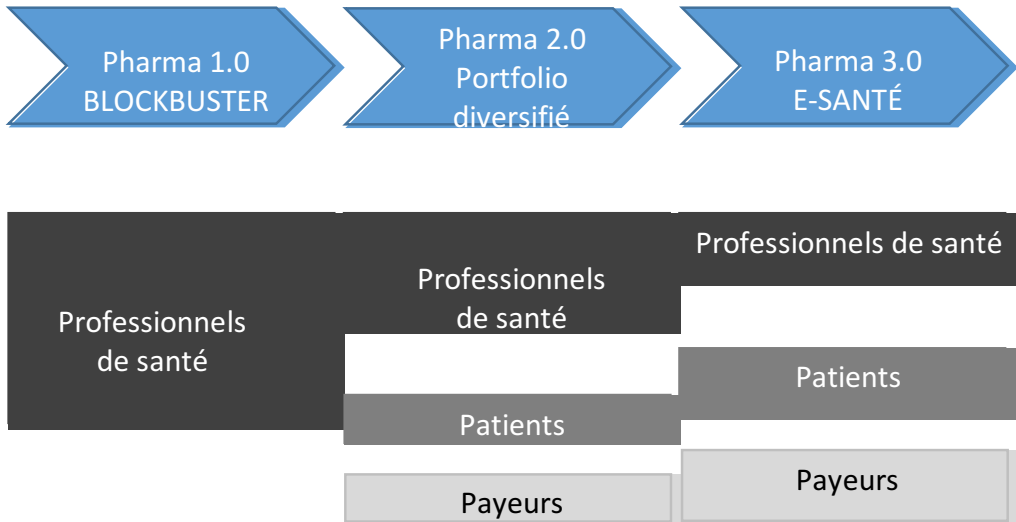 Pharma 1.0
BLOCKBUSTER
Pharma 2.0
Portfolio
diversifié
Pharma 3.0
E-SANTÉ
Professionnels
de santé
Professionnels
de santé
Patients
Payeurs
Professionnels de santé
Patients
Payeurs